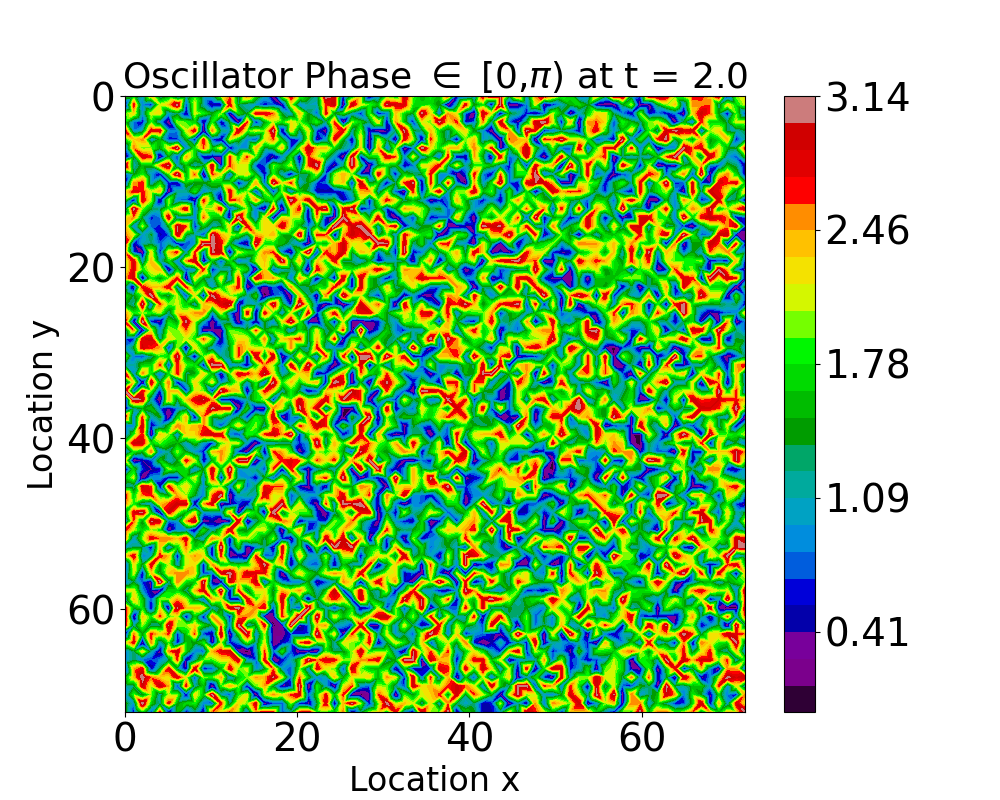 Oscillator Phase ∈ [0,π) at t = 2.0
0
20
40
60
Location y
0 20 40 60
Location x
3.14
2.46
1.78
1.09
0.41